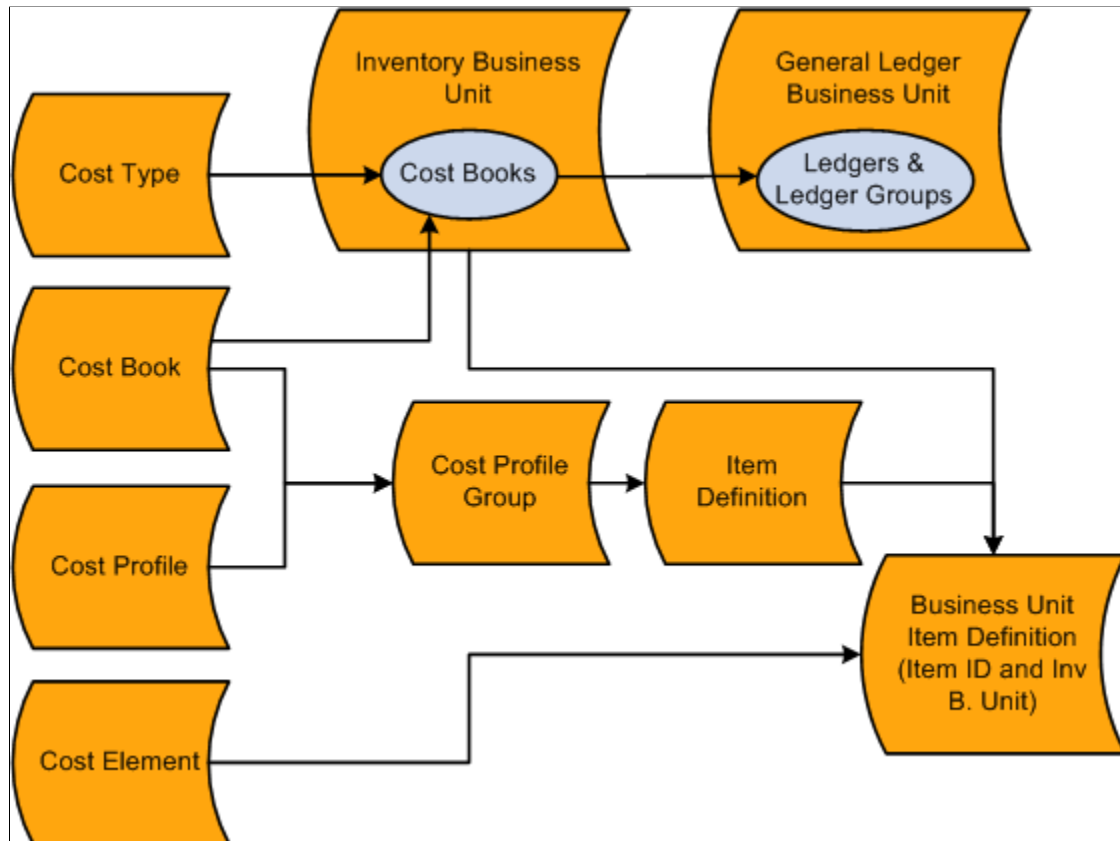 Inventory Business
Unit
Cost Books
General Ledger
Business Unit
Ledgers &
Ledger Groups
Cost Type
Cost Book
Cost Profile
Group
Item
Definition
Cost Profile
Business Unit
Item Definition
(Item ID and Inv
B. Unit)
Cost Element